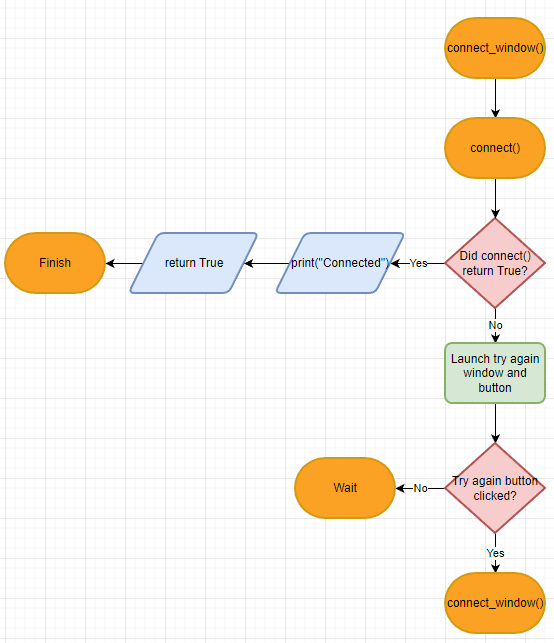 connect_window()
connect()
Did connect()
return True?
Yes
print("Connected")
return True
Finish
No
Launch try again
window and
button
Try again button
clicked?
No
Wait
Yes
connect_window()